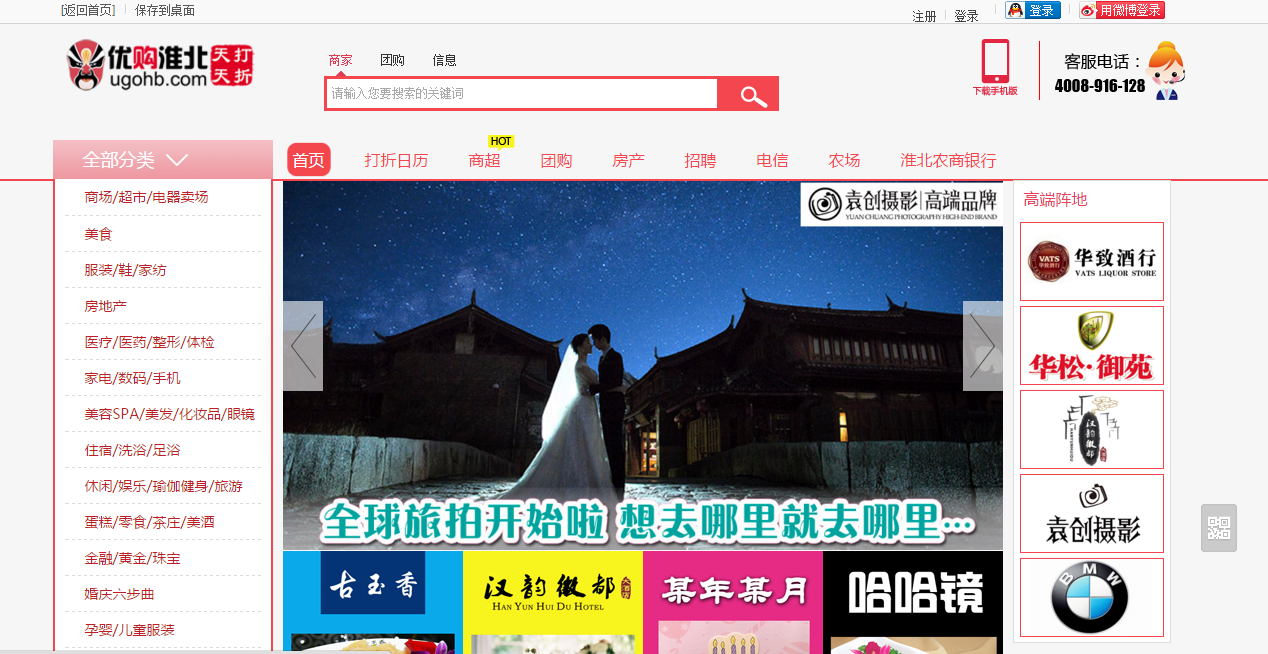 [返回首页] 保存到桌面
注册 登录 登录 用微博登录
优购淮北 天打天折
ugohb.com
商家 团购 信息
请输入您要搜索的关键词
下载手机版
客服电话：
4008-916-128
全部分类
HOT
首页 打折日历 商超 团购 房产 招聘 电信 农场 淮北农商银行
商场/超市/电器卖场
美食
服装/鞋/家纺
房地产
医疗/医药/整形/体检
家电/数码/手机
美容SPA/美发/化妆品/眼镜
住宿/洗浴/足浴
休闲/娱乐/瑜伽健身/旅游
蛋糕/零食/茶庄/美酒
金融/黄金/珠宝
婚庆六步曲
孕婴/儿童服装
袁创摄影|高端品牌
YUAN CHUANG PHOTOGRAPHY HIGH-END BRAND
全球旅拍开始啦 想去哪里就去哪里...
古玉香
汉韵徽都大酒店
HAN YUN HUI DU HOTEL
某年某月
哈哈镜
高端阵地
VATS 华致酒行
VATS LIQUOR STORE
华松·御苑
汉韵徽都
袁创摄影
BMW